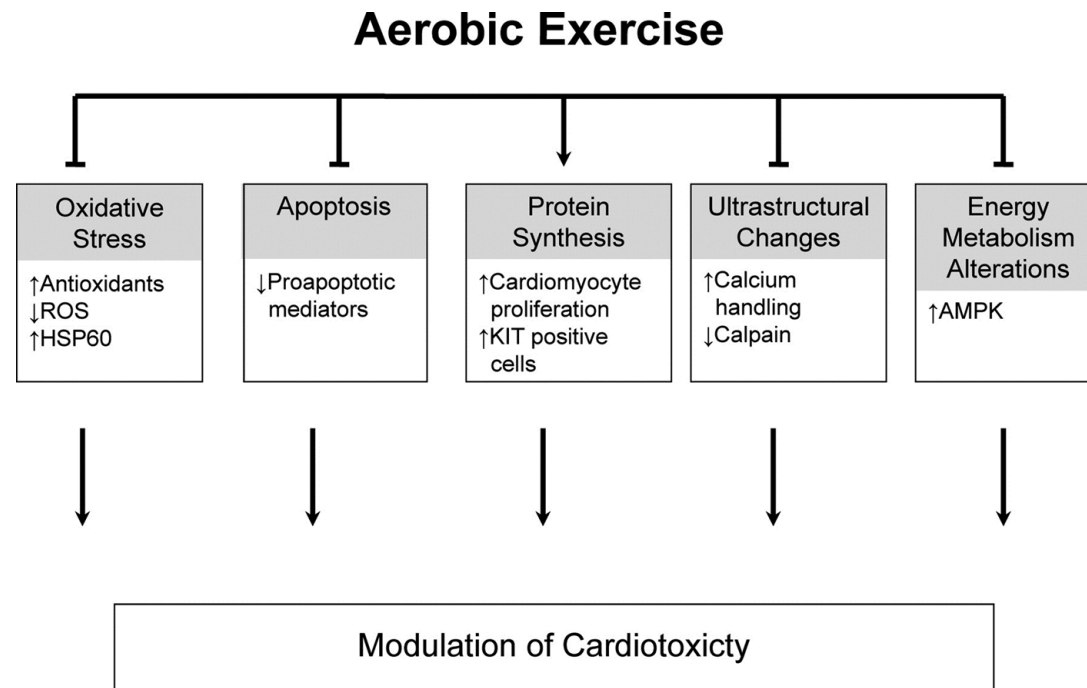 Aerobic Exercise
Oxidative
Stress
↑Antioxidants
↓ROS
↑HSP60
Apoptosis
↓Proapoptotic
mediators
Protein
Synthesis
↑Cardiomyocyte
proliferation
↑KIT positive
cells
Ultrastructural
Changes
↑Calcium
handling
↓Calpain
Energy
Metabolism
Alterations
↑AMPK
Modulation of Cardiotoxicty